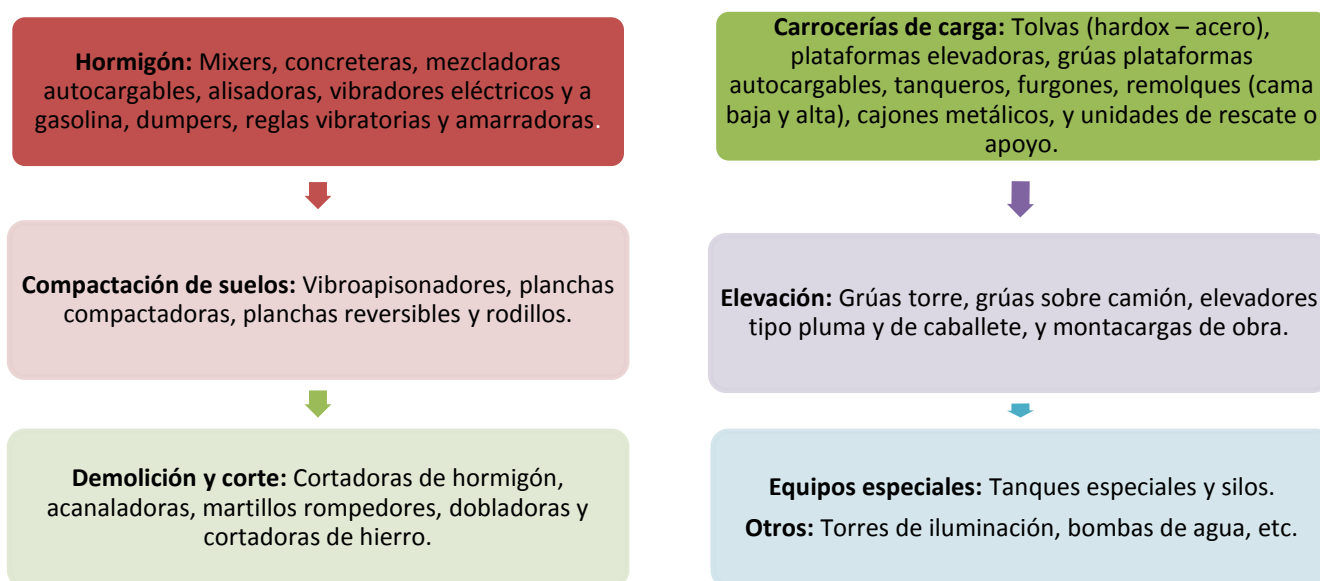 Hormigón: Mixers, concreteras, mezcladoras
autocargables, alisadoras, vibradores eléctricos y a
gasolina, dumpers, reglas vibratorias y amarradoras.
Compactación de suelos: Vibroapisonadores, planchas
compactadoras, planchas reversibles y rodillos.
Demolición y corte: Cortadoras de hormigón,
acanaladoras, martillos rompedores, dobladoras y
cortadoras de hierro.
Carrocerías de carga: Tolvas (hardox – acero),
plataformas elevadoras, grúas plataformas
autocargables, tanqueros, furgones, remolques (cama
baja y alta), cajones metálicos, y unidades de rescate o
apoyo.
Elevación: Grúas torre, grúas sobre camión, elevadores
tipo pluma y de caballete, y montacargas de obra.
Equipos especiales: Tanques especiales y silos.
Otros: Torres de iluminación, bombas de agua, etc.